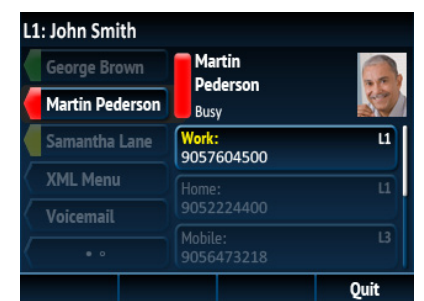 L1: John Smith
George Brown
Martin Pederson
Samantha Lane
XML Menu
Voicemail
Martin
Pederson
Busy
Work: L1
9057604500
Home: L1
9052224400
Mobile: L3
9056473218
Quit